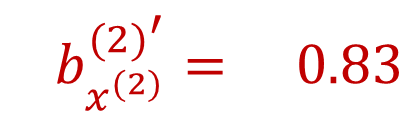 b_{x^{(2)}}^{(2)'} = 0.83